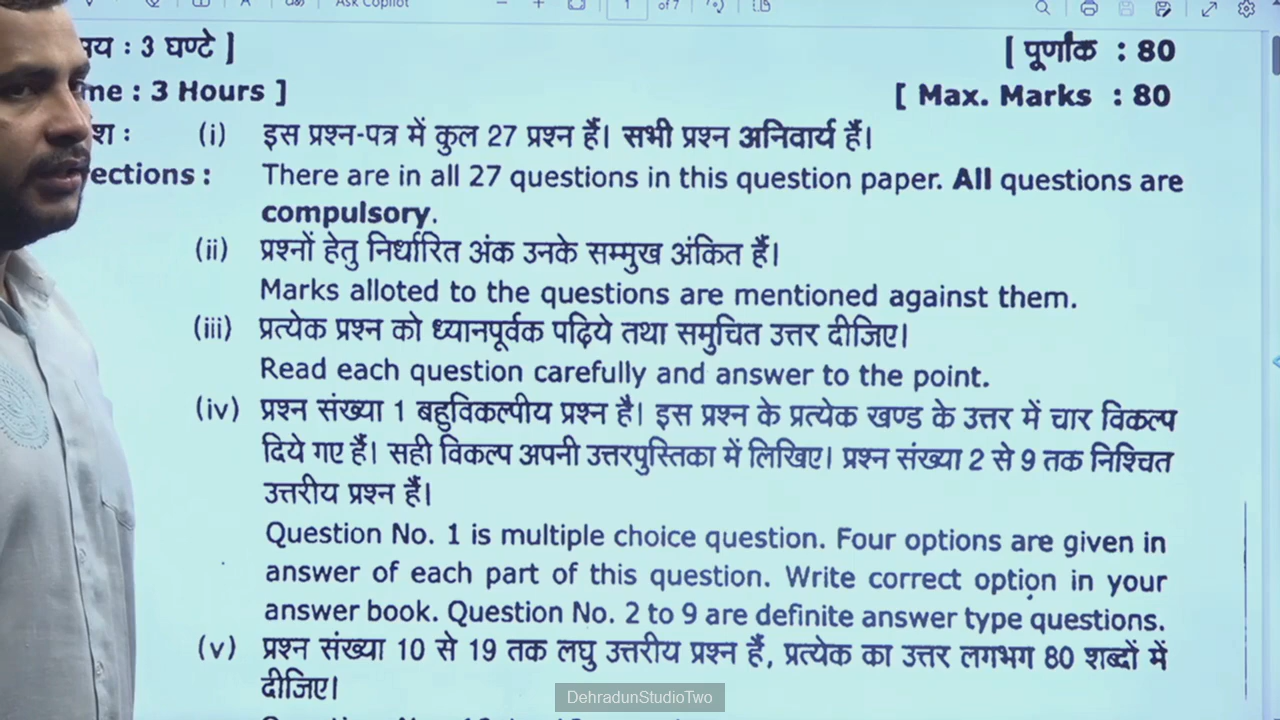 Ask Copilot
1 of 7
: 3 घण्टे ] [ पूर्णांक : 80
: 3 Hours ] [ Max. Marks : 80
(i) इस प्रश्न-पत्र में कुल 27 प्रश्न हैं। सभी प्रश्न अनिवार्य हैं।
There are in all 27 questions in this question paper. All questions are
compulsory.
(ii) प्रश्नों हेतु निर्धारित अंक उनके सम्मुख अंकित हैं।
Marks alloted to the questions are mentioned against them.
(iii) प्रत्येक प्रश्न को ध्यानपूर्वक पढ़िये तथा समुचित उत्तर दीजिए।
Read each question carefully and answer to the point.
(iv) प्रश्न संख्या 1 बहुविकल्पीय प्रश्न है। इस प्रश्न के प्रत्येक खण्ड के उत्तर में चार विकल्प
दिये गए हैं। सही विकल्प अपनी उत्तरपुस्तिका में लिखिए। प्रश्न संख्या 2 से 9 तक निश्चित
उत्तरीय प्रश्न हैं।
Question No. 1 is multiple choice question. Four options are given in
answer of each part of this question. Write correct option in your
answer book. Question No. 2 to 9 are definite answer type questions.
(v) प्रश्न संख्या 10 से 19 तक लघु उत्तरीय प्रश्न हैं, प्रत्येक का उत्तर लगभग 80 शब्दों में
दीजिए।
DehradunStudioTwo